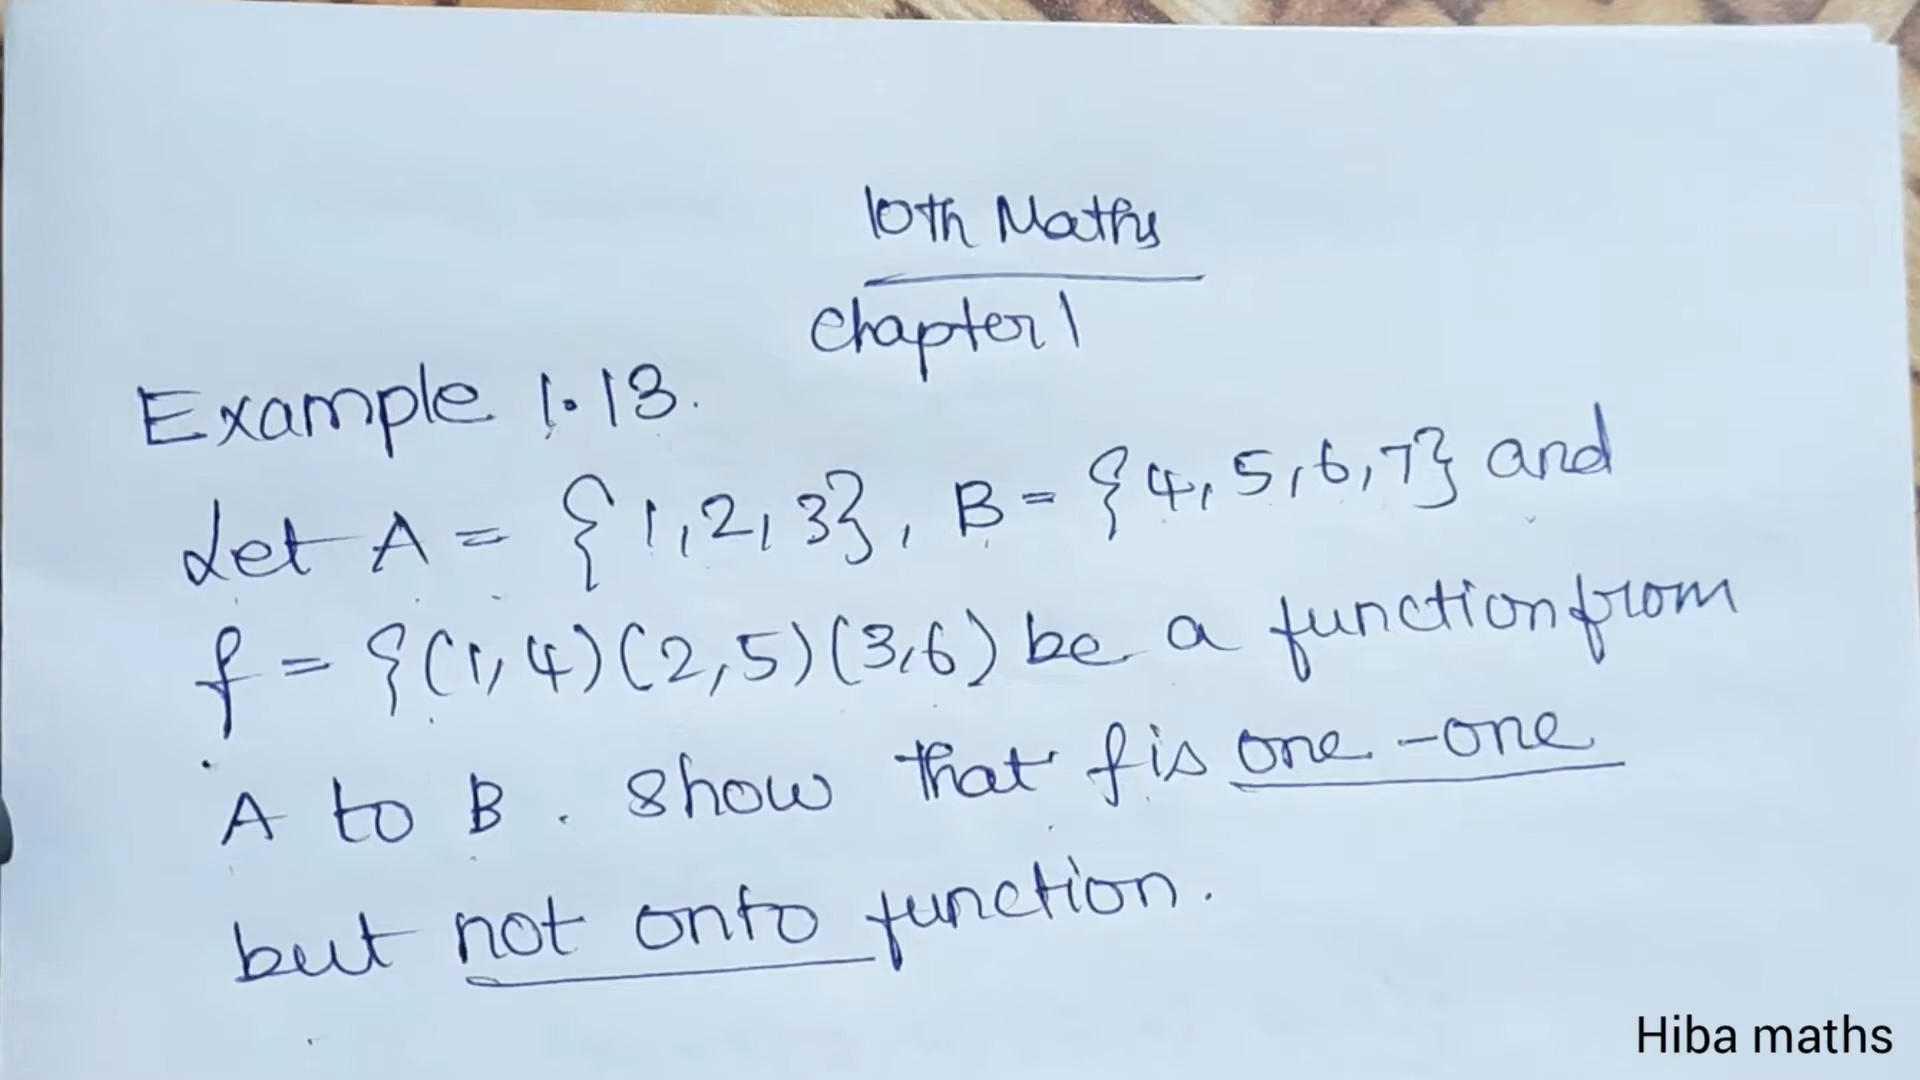 10th Maths
Chapter 1
Example 1.13.
Let A = {1,2,3}, B = {4,5,6,7} and
f = {(1,4)(2,5)(3,6) be a function from
A to B. show that f is one-one
but not onto function.
Hiba maths